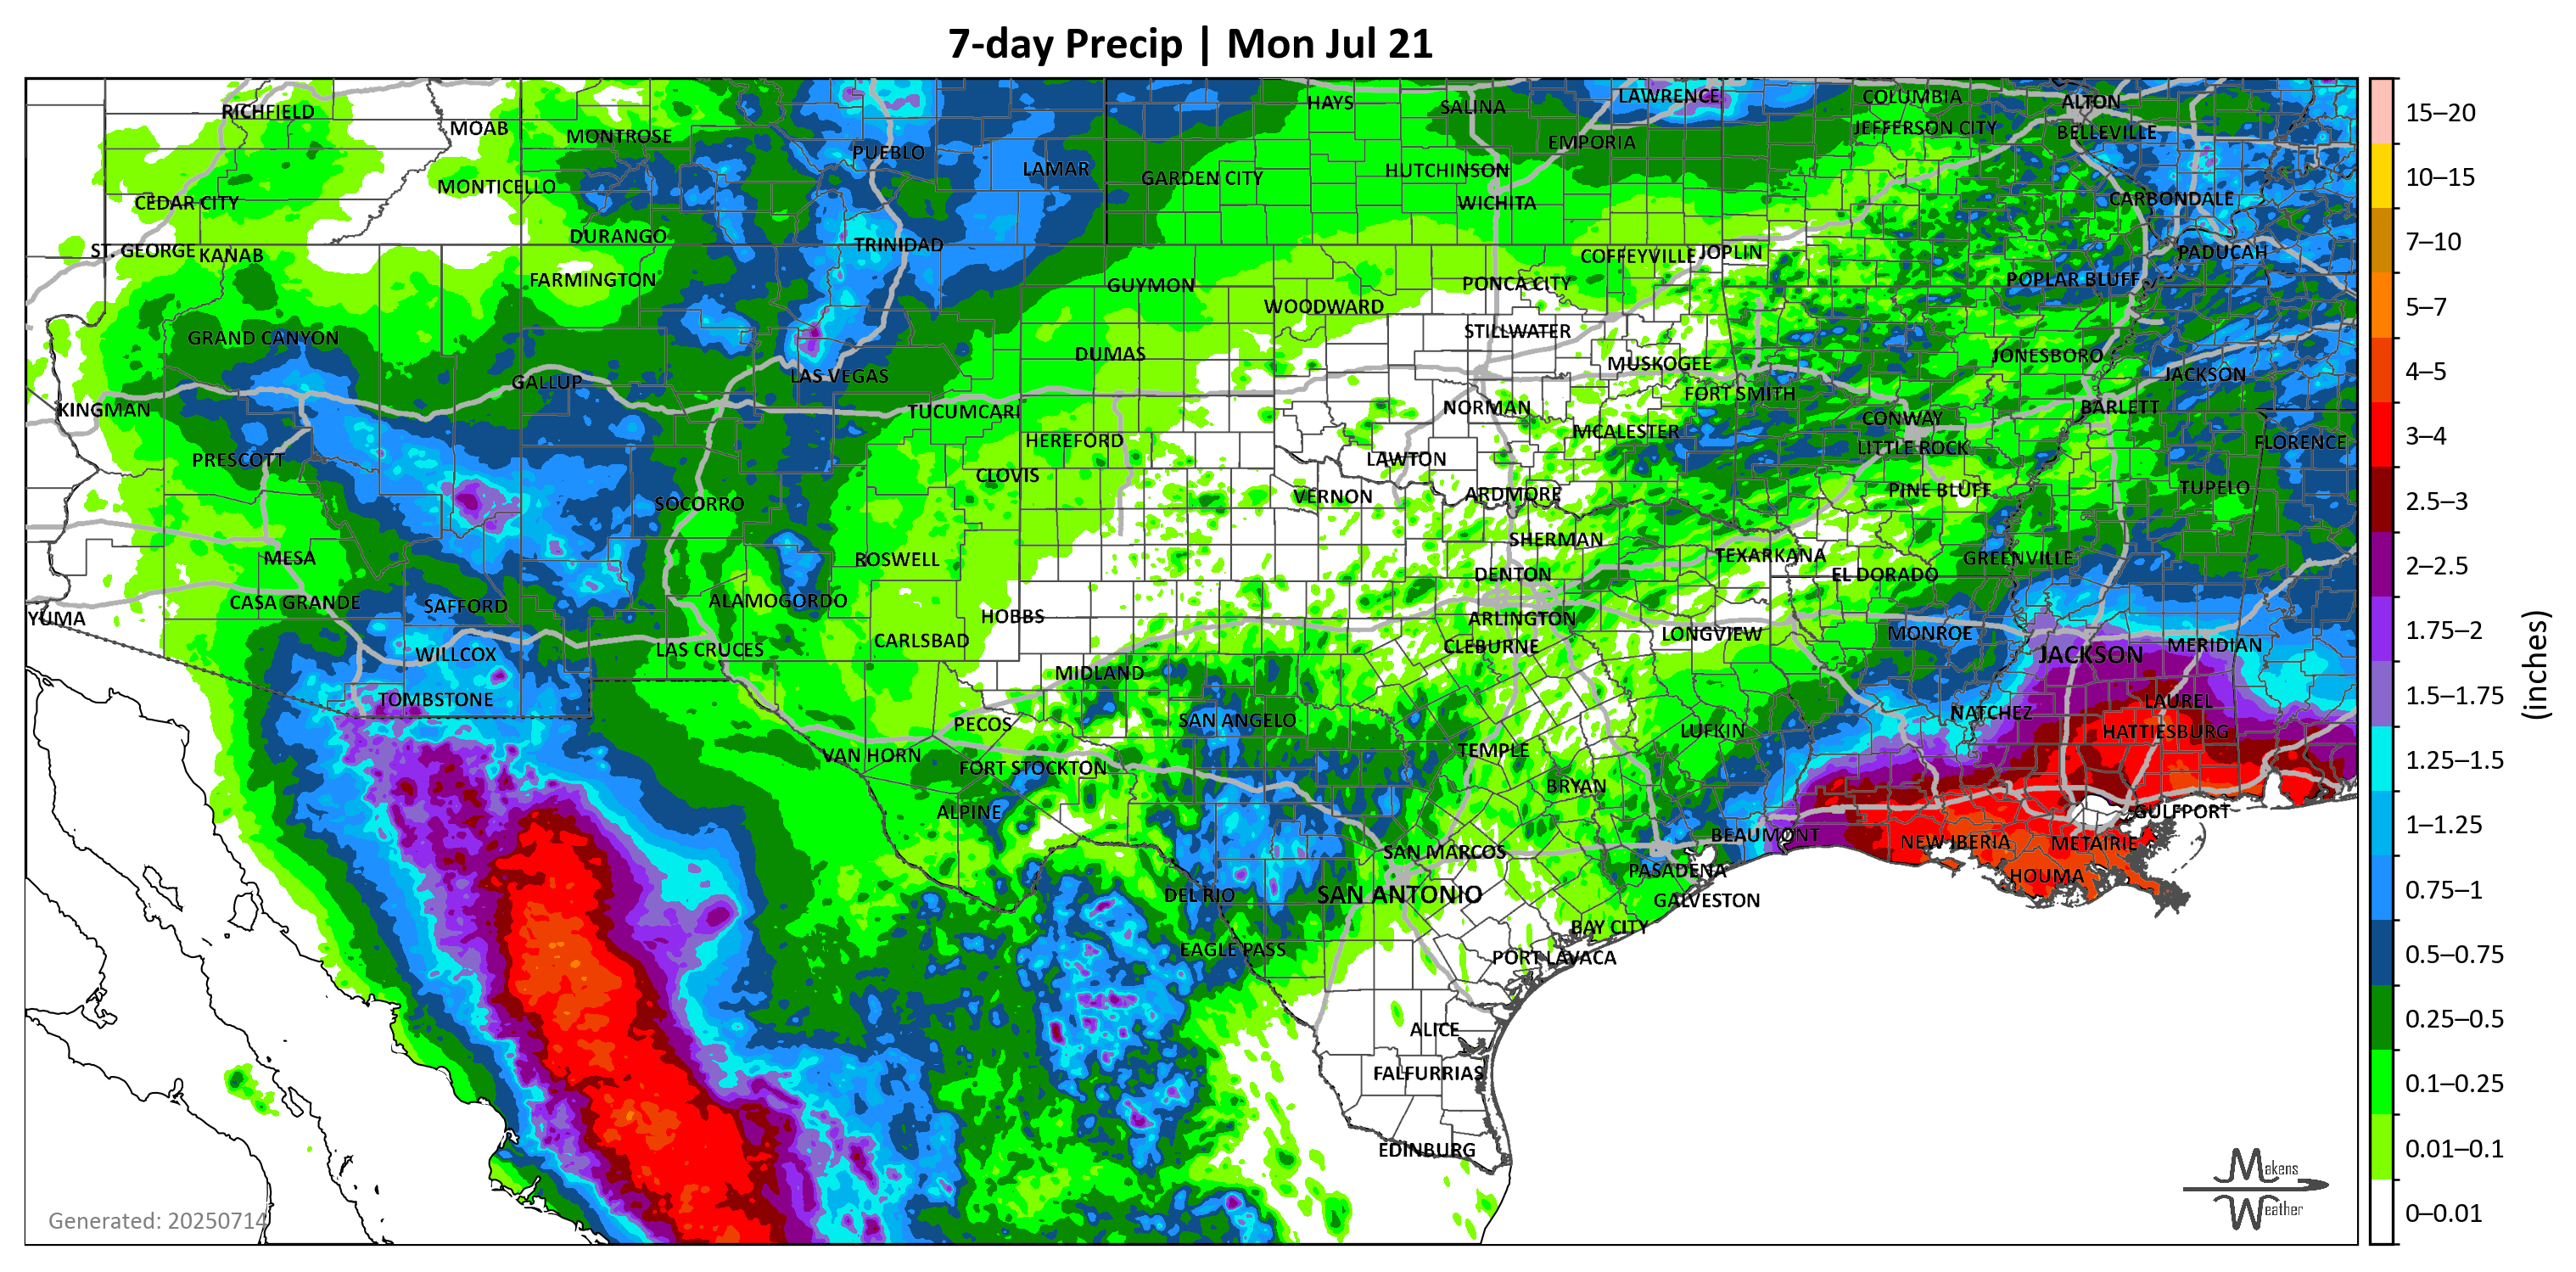 7-day Precip | Mon Jul 21
RICHFIELD
MOAB
MONTROSE
PUEBLO
LAMAR
HAYS
SALINA
LAWRENCE
EMPORIA
COLUMBIA
JEFFERSON CITY
ALTON
BELLEVILLE
CEDAR CITY
MONTICELLO
GARDEN CITY
HUTCHINSON
WICHITA
CARBONDALE
ST. GEORGE
KANAB
DURANGO
TRINIDAD
FARMINGTON
GUYMON
WOODWARD
PONCA CITY
COFFEYVILLE
JOPLIN
POPLAR BLUFF
PADUCAH
GRAND CANYON
DUMAS
STILLWATER
MUSKOGEE
JONESBORO
JACKSON
KINGMAN
GALLUP
LAS VEGAS
TUCUMCARI
NORMAN
FORT SMITH
CONWAY
BARLETT
PRESCOTT
HEREFORD
CLOVIS
LAWTON
MCALESTER
LITTLE ROCK
FLORENCE
SOCORRO
VERNON
ARDMORE
PINE BLUFF
TUPELO
MESA
ROSWELL
SHERMAN
TEXARKANA
GREENVILLE
YUMA
CASA GRANDE
SAFFORD
ALAMOGORDO
HOBBS
DENTON
ARLINGTON
EL DORADO
WILLCOX
LAS CRUCES
CARLSBAD
CLEBURNE
LONGVIEW
MONROE
JACKSON
MERIDIAN
TOMBSTONE
MIDLAND
PECOS
SAN ANGELO
LUFKIN
NATCHEZ
LAUREL
HATTIESBURG
VAN HORN
FORT STOCKTON
TEMPLE
BRYAN
ALPINE
SAN MARCOS
BEAUMONT
NEW IBERIA
METAIRIE
GULFPORT
DEL RIO
SAN ANTONIO
PASADENA
GALVESTON
HOUMA
EAGLE PASS
BAY CITY
PORT LAVACA
ALICE
FALFURRIAS
EDINBURG
Generated: 20250714
Makens
Weather
15–20
10–15
7–10
5–7
4–5
3–4
2.5–3
2–2.5
1.75–2
1.5–1.75
1.25–1.5
1–1.25
0.75–1
0.5–0.75
0.25–0.5
0.1–0.25
0.01–0.1
0–0.01
(inches)